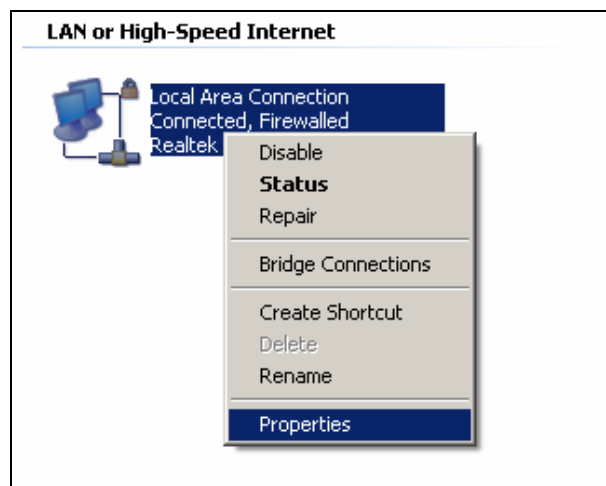 LAN or High-Speed Internet
Local Area Connection
Connected, Firewalled
Realtek
Disable
Status
Repair
Bridge Connections
Create Shortcut
Delete
Rename
Properties